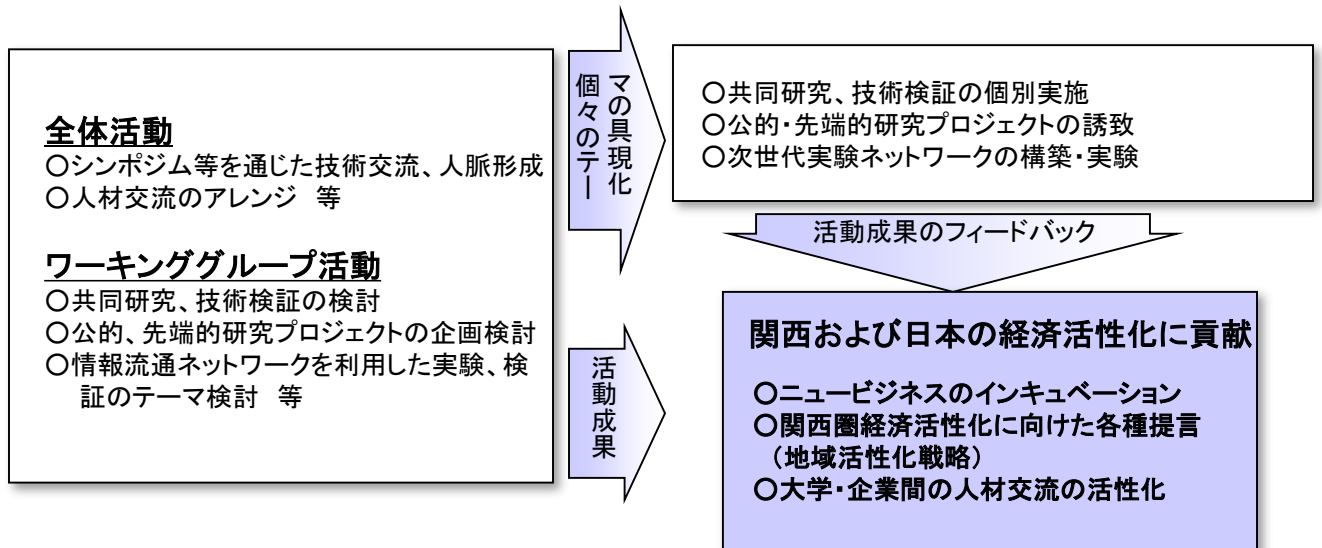 全体活動
○シンポジム等を通じた技術交流、人脈形成
○人材交流のアレンジ 等
ワーキンググループ活動
○共同研究、技術検証の検討
○公的、先端的研究プロジェクトの企画検討
○情報流通ネットワークを利用した実験、検
証のテーマ検討 等
個々のテー
マの具現化
○共同研究、技術検証の個別実施
○公的・先端的研究プロジェクトの誘致
○次世代実験ネットワークの構築・実験
活動成果のフィードバック
活動成果
関西および日本の経済活性化に貢献
○ニュービジネスのインキュベーション
○関西圏経済活性化に向けた各種提言
(地域活性化戦略)
○大学・企業間の人材交流の活性化